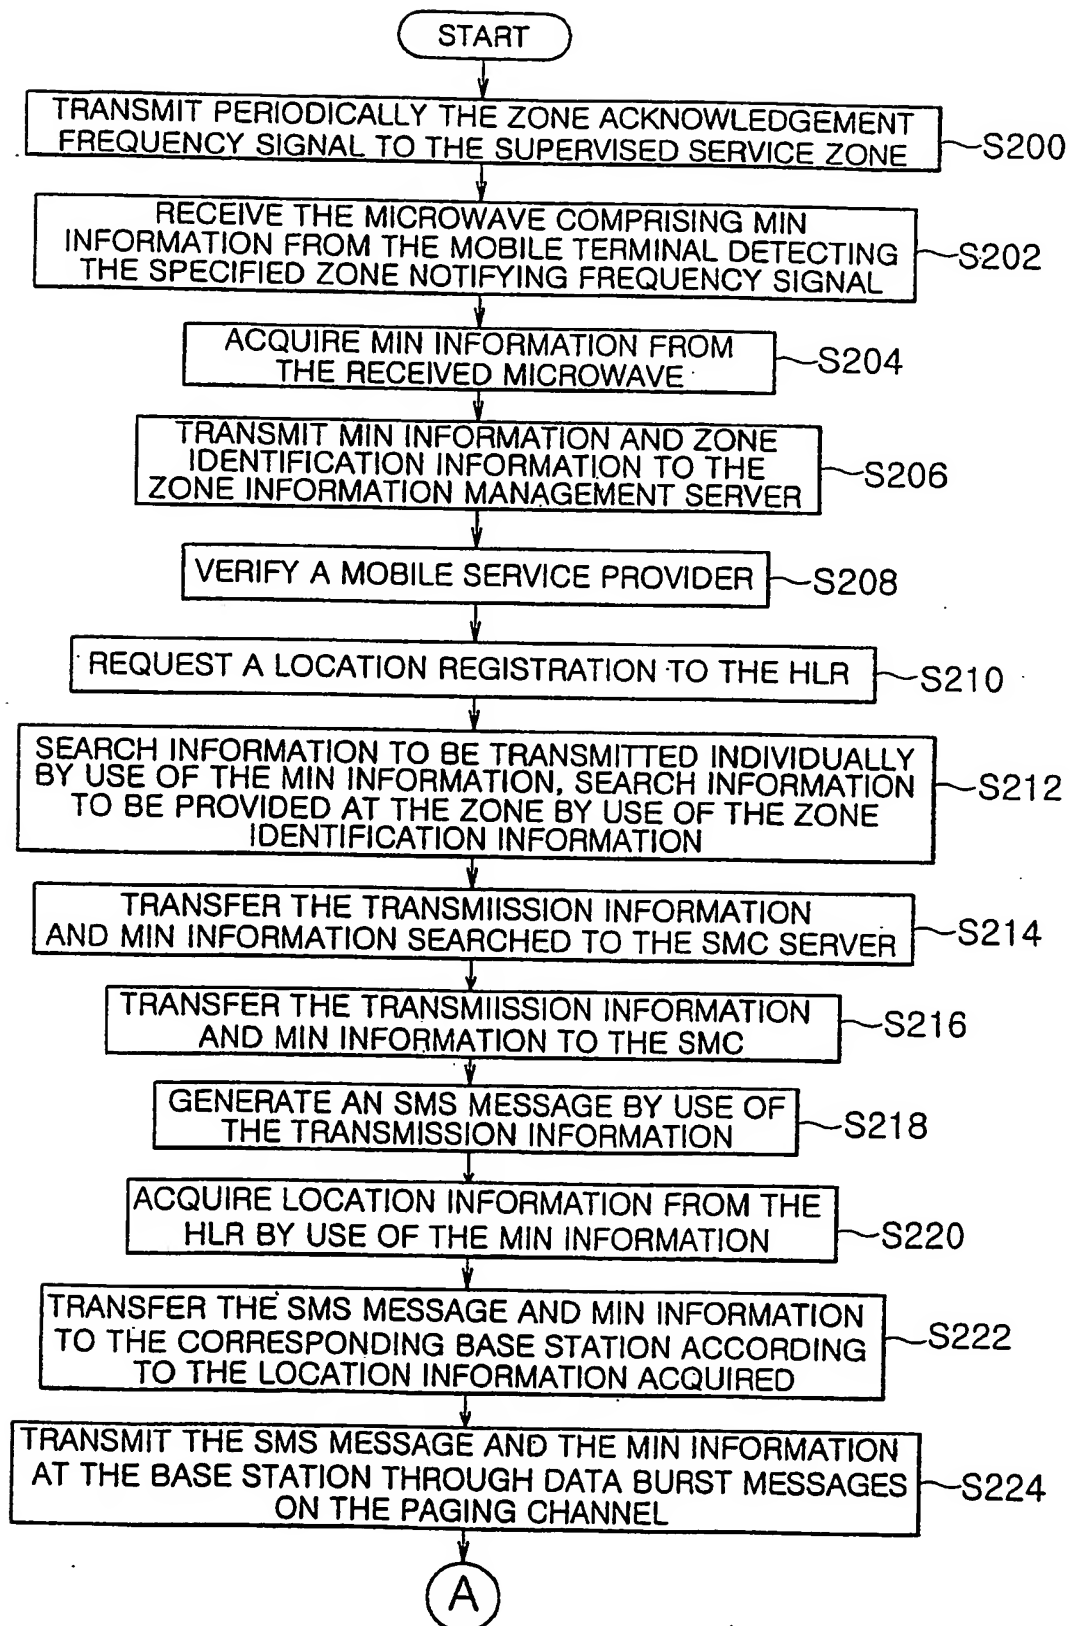 START
TRANSMIT PERIODICALLY THE ZONE ACKNOWLEDGEMENT
FREQUENCY SIGNAL TO THE SUPERVISED SERVICE ZONE
S200
RECEIVE THE MICROWAVE COMPRISING MIN
INFORMATION FROM THE MOBILE TERMINAL DETECTING
THE SPECIFIED ZONE NOTIFYING FREQUENCY SIGNAL
S202
ACQUIRE MIN INFORMATION FROM
THE RECEIVED MICROWAVE
S204
TRANSMIT MIN INFORMATION AND ZONE
IDENTIFICATION INFORMATION TO THE
ZONE INFORMATION MANAGEMENT SERVER
S206
VERIFY A MOBILE SERVICE PROVIDER
S208
REQUEST A LOCATION REGISTRATION TO THE HLR
S210
SEARCH INFORMATION TO BE TRANSMITTED INDIVIDUALLY
BY USE OF THE MIN INFORMATION, SEARCH INFORMATION
TO BE PROVIDED AT THE ZONE BY USE OF THE ZONE
IDENTIFICATION INFORMATION
S212
TRANSFER THE TRANSMIISSION INFORMATION
AND MIN INFORMATION SEARCHED TO THE SMC SERVER
S214
TRANSFER THE TRANSMIISSION INFORMATION
AND MIN INFORMATION TO THE SMC
S216
GENERATE AN SMS MESSAGE BY USE OF
THE TRANSMISSION INFORMATION
S218
ACQUIRE LOCATION INFORMATION FROM THE
HLR BY USE OF THE MIN INFORMATION
S220
TRANSFER THE SMS MESSAGE AND MIN INFORMATION
TO THE CORRESPONDING BASE STATION ACCORDING
TO THE LOCATION INFORMATION ACQUIRED
S222
TRANSMIT THE SMS MESSAGE AND THE MIN INFORMATION
AT THE BASE STATION THROUGH DATA BURST MESSAGES
ON THE PAGING CHANNEL
S224
A